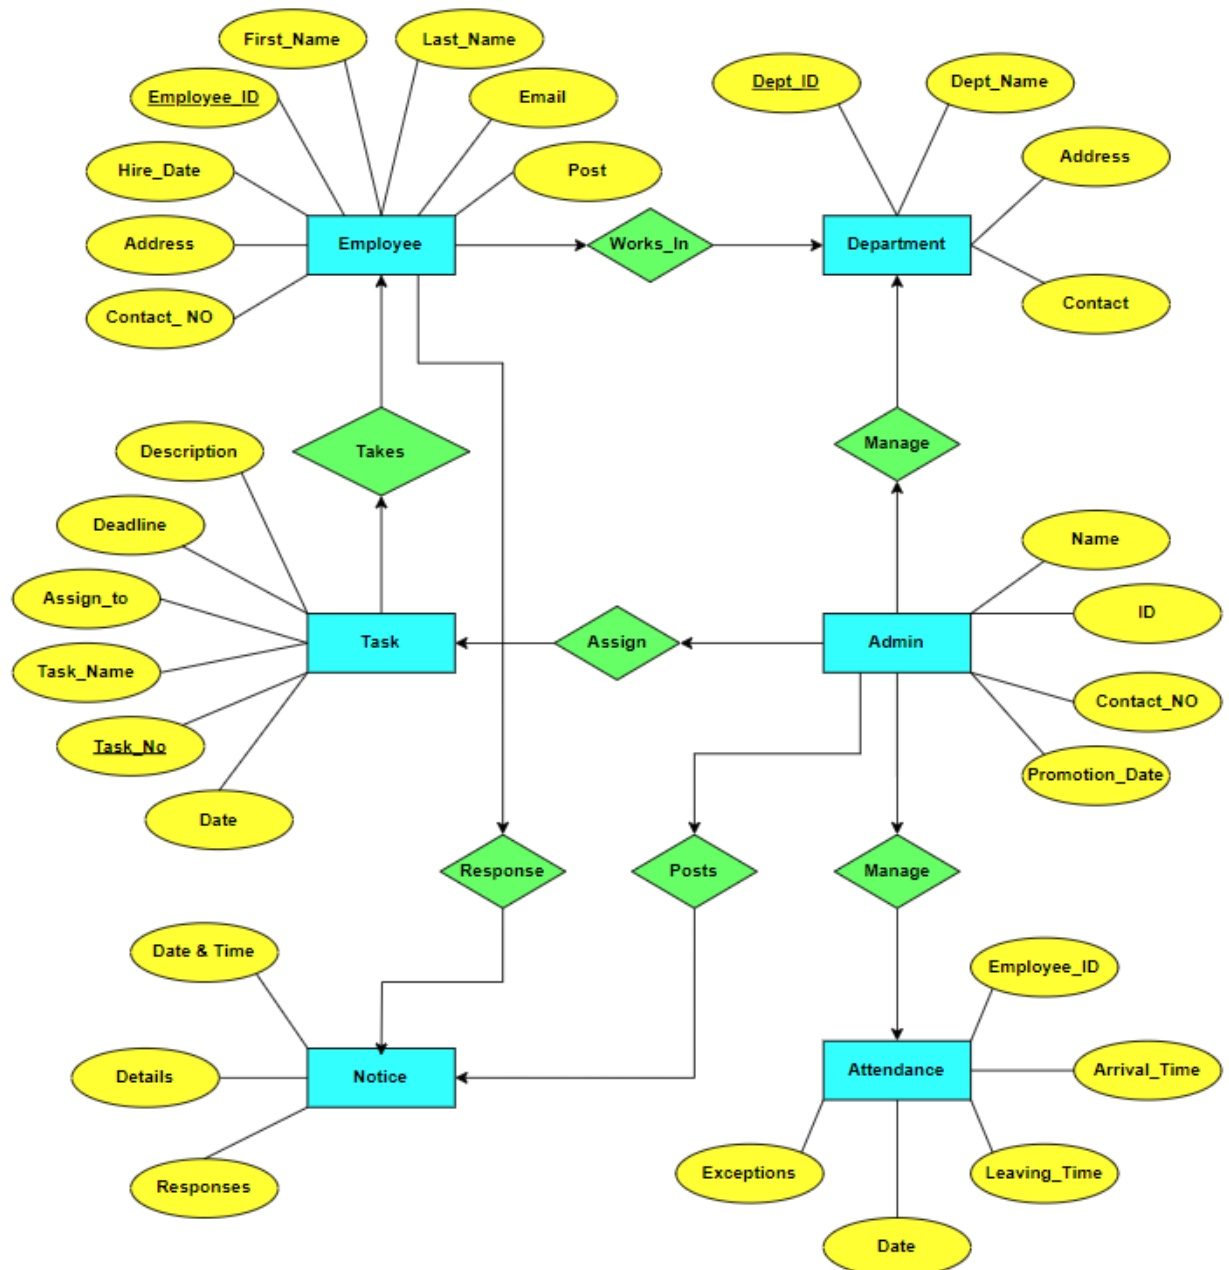 First_Name
Last_Name
Employee_ID
Email
Hire_Date
Post
Address
Employee
Contact_ NO
Works_In
Dept_ID
Dept_Name
Address
Department
Contact
Takes
Manage
Description
Deadline
Assign_to
Task_Name
Task_No
Date
Task
Assign
Admin
Name
ID
Contact_NO
Promotion_Date
Response
Posts
Manage
Date & Time
Details
Notice
Responses
Employee_ID
Attendance
Arrival_Time
Exceptions
Leaving_Time
Date